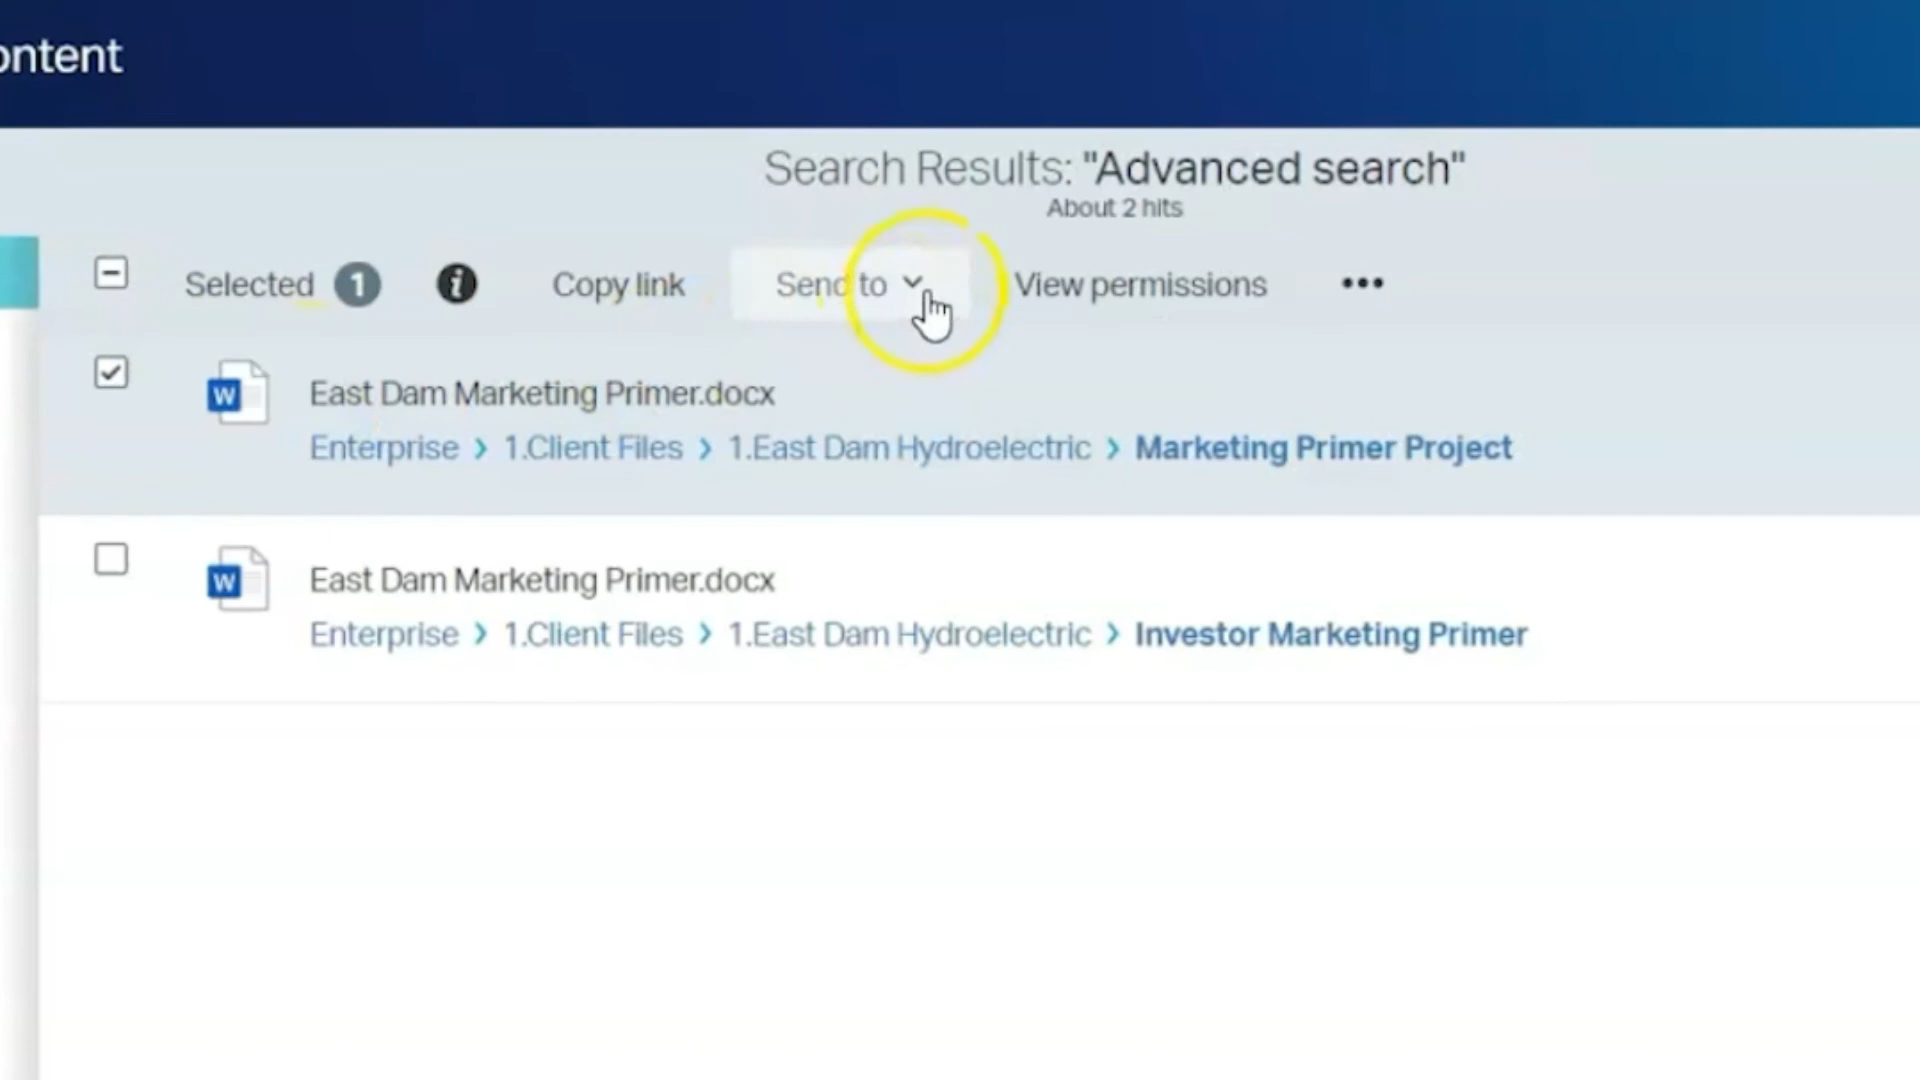 ontent
Search Results: "Advanced search"
About 2 hits
Selected 1 i Copy link Send to View permissions •••
W East Dam Marketing Primer.docx
Enterprise > 1.Client Files > 1.East Dam Hydroelectric > Marketing Primer Project
W East Dam Marketing Primer.docx
Enterprise > 1.Client Files > 1.East Dam Hydroelectric > Investor Marketing Primer